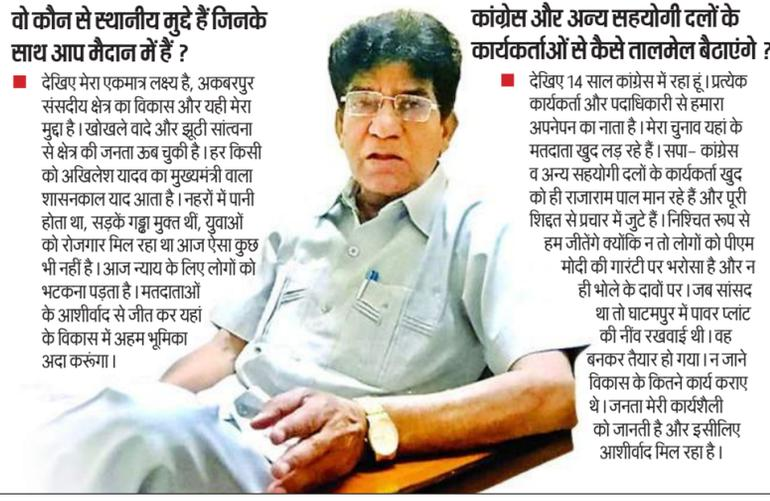 वो कौन से स्थानीय मुद्दे हैं जिनके
साथ आप मैदान में हैं ?
देखिए मेरा एकमात्र लक्ष्य है, अकबरपुर
संसदीय क्षेत्र का विकास और यही मेरा
मुद्दा है । खोखले वादे और झूठी सांत्वना
से क्षेत्र की जनता ऊब चुकी है । हर किसी
को अखिलेश यादव का मुख्यमंत्री वाला
शासनकाल याद आता है । नहरों में पानी
होता था, सड़कें गड्ढा मुक्त थीं, युवाओं
को रोजगार मिल रहा था आज ऐसा कुछ
भी नहीं है । आज न्याय के लिए लोगों को
भटकना पड़ता है । मतदाताओं
के आशीर्वाद से जीत कर यहां
के विकास में अहम भूमिका
अदा करूंगा ।
कांग्रेस और अन्य सहयोगी दलों के
कार्यकर्ताओं से कैसे तालमेल बैठाएंगे ?
देखिए 14 साल कांग्रेस में रहा हूं । प्रत्येक
कार्यकर्ता और पदाधिकारी से हमारा
अपनेपन का नाता है । मेरा चुनाव यहां के
मतदाता खुद लड़ रहे हैं । सपा- कांग्रेस
व अन्य सहयोगी दलों के कार्यकर्ता खुद
को ही राजाराम पाल मान रहे हैं और पूरी
शिद्दत से प्रचार में जुटे हैं । निश्चित रूप से
हम जीतेंगे क्योंकि न तो लोगों को पीएम
मोदी की गारंटी पर भरोसा है और न
ही भोले के दावों पर । जब सांसद
था तो घाटमपुर में पावर प्लांट
की नींव रखवाई थी । वह
बनकर तैयार हो गया । न जाने
विकास के कितने कार्य कराए
थे । जनता मेरी कार्यशैली
को जानती है और इसीलिए
आशीर्वाद मिल रहा है ।